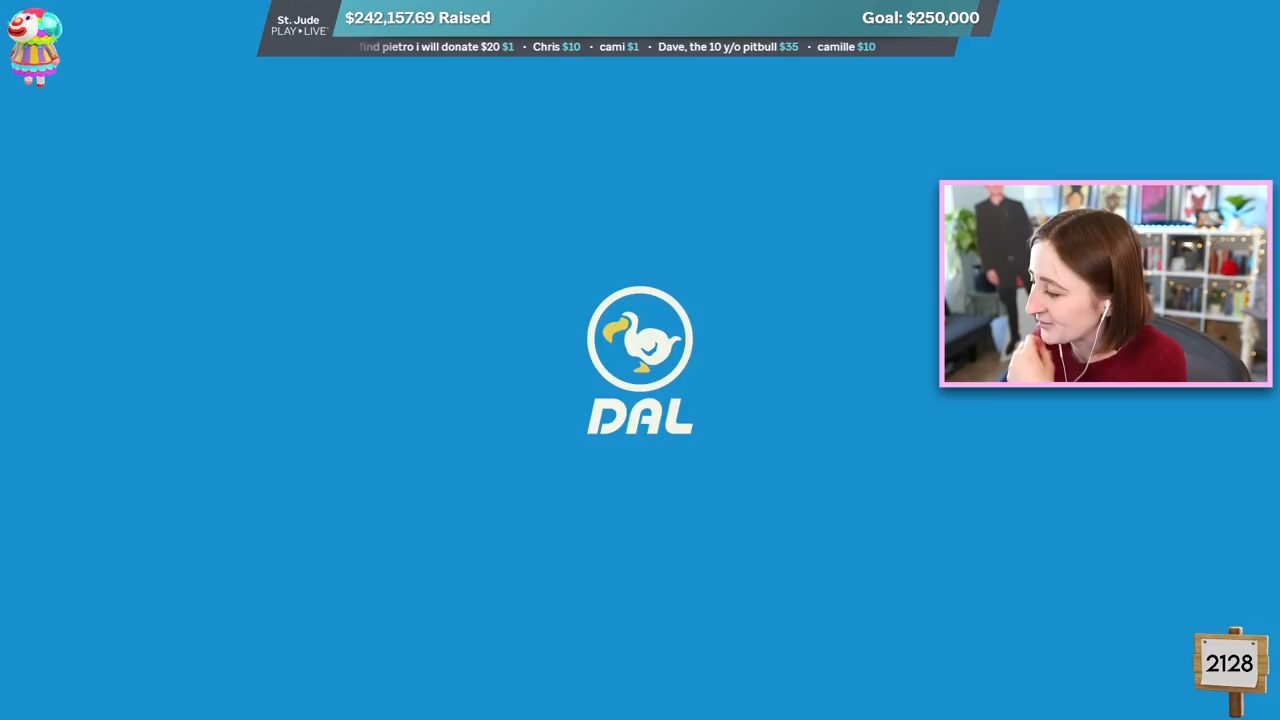 St. Jude
PLAY LIVE
$242,157.69 Raised
Goal: $250,000
find pietro i will donate $20 $1 · Chris $10 · cami $1 · Dave, the 10 y/o pitbull $35 · camille $10
DAL
2128